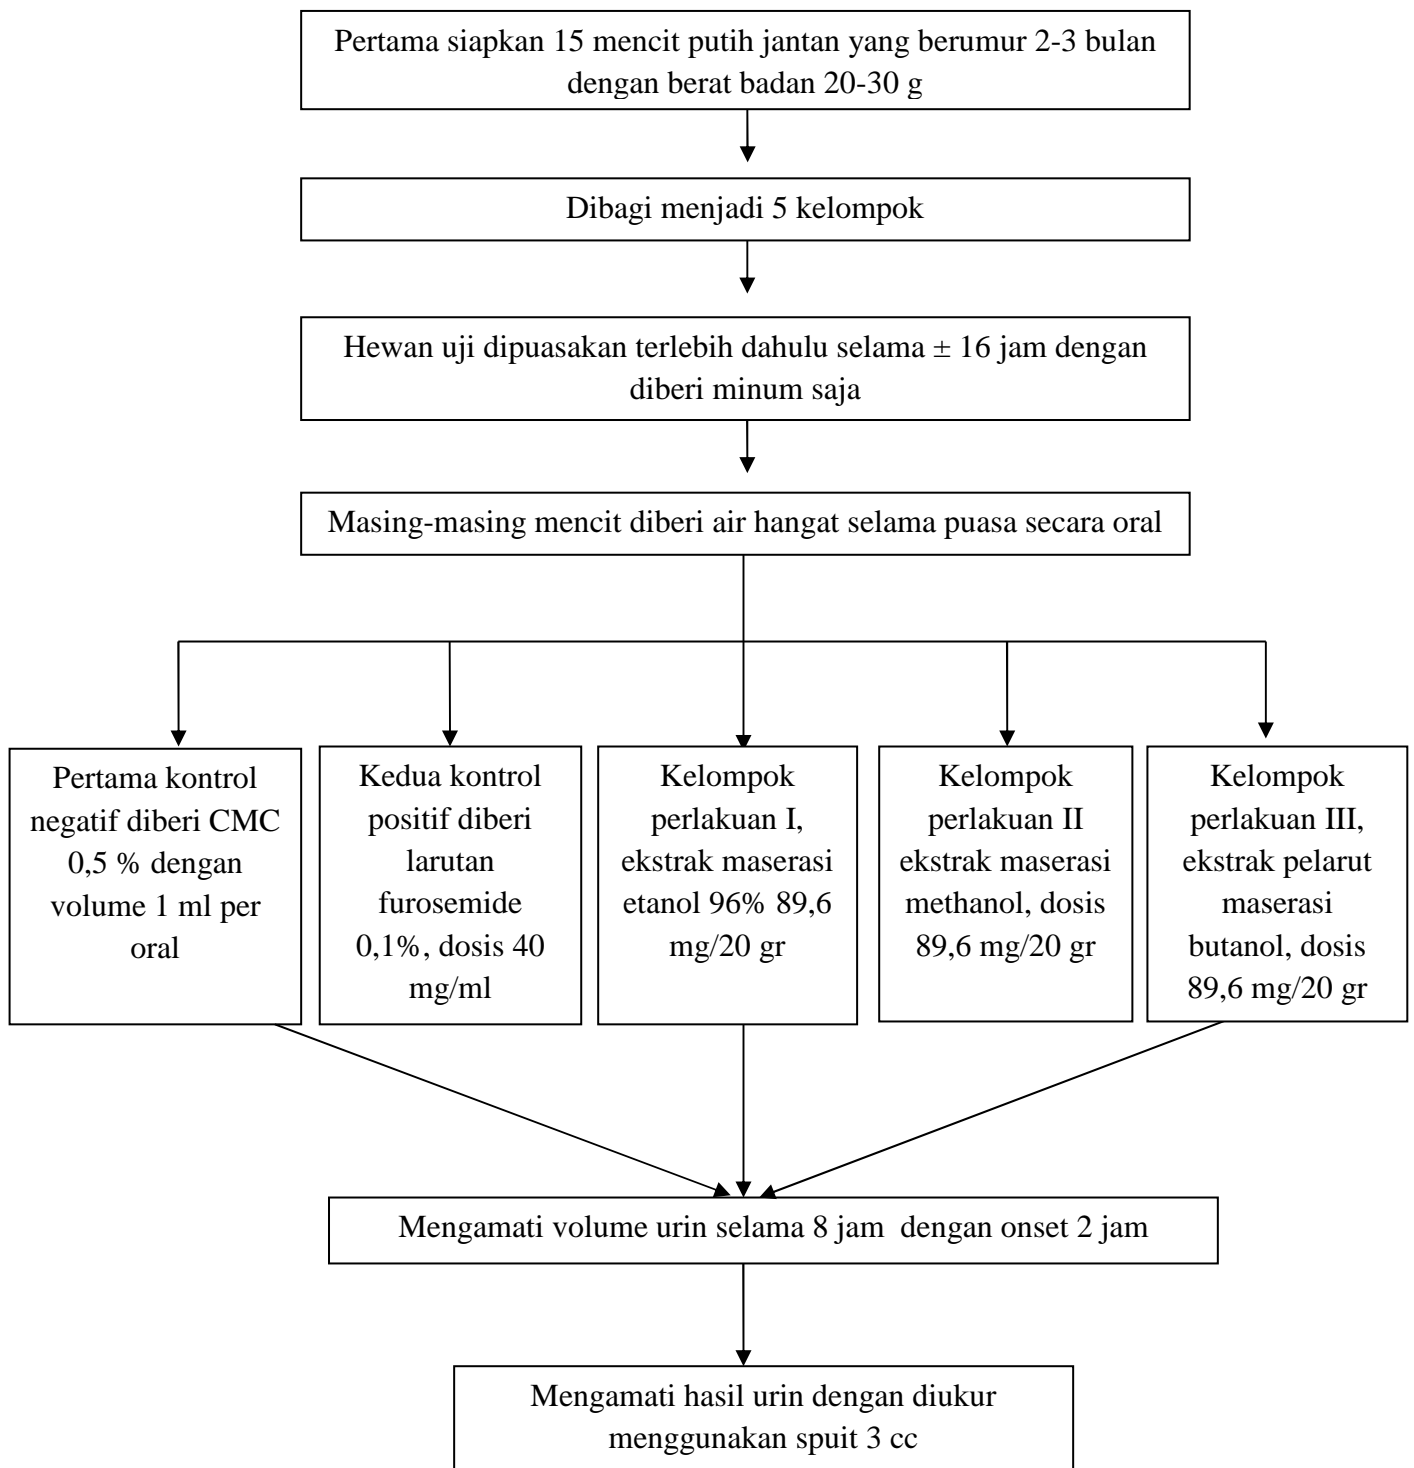 Pertama siapkan 15 mencit putih jantan yang berumur 2-3 bulan
dengan berat badan 20-30 g
Dibagi menjadi 5 kelompok
Hewan uji dipuasakan terlebih dahulu selama ± 16 jam dengan
diberi minum saja
Masing-masing mencit diberi air hangat selama puasa secara oral
Pertama kontrol
negatif diberi CMC
0,5 % dengan
volume 1 ml per
oral
Kedua kontrol
positif diberi
larutan
furosemide
0,1%, dosis 40
mg/ml
Kelompok
perlakuan I,
ekstrak maserasi
etanol 96% 89,6
mg/20 gr
Kelompok
perlakuan II
ekstrak maserasi
methanol, dosis
89,6 mg/20 gr
Kelompok
perlakuan III,
ekstrak pelarut
maserasi
butanol, dosis
89,6 mg/20 gr
Mengamati volume urin selama 8 jam  dengan onset 2 jam
Mengamati hasil urin dengan diukur
menggunakan spuit 3 cc